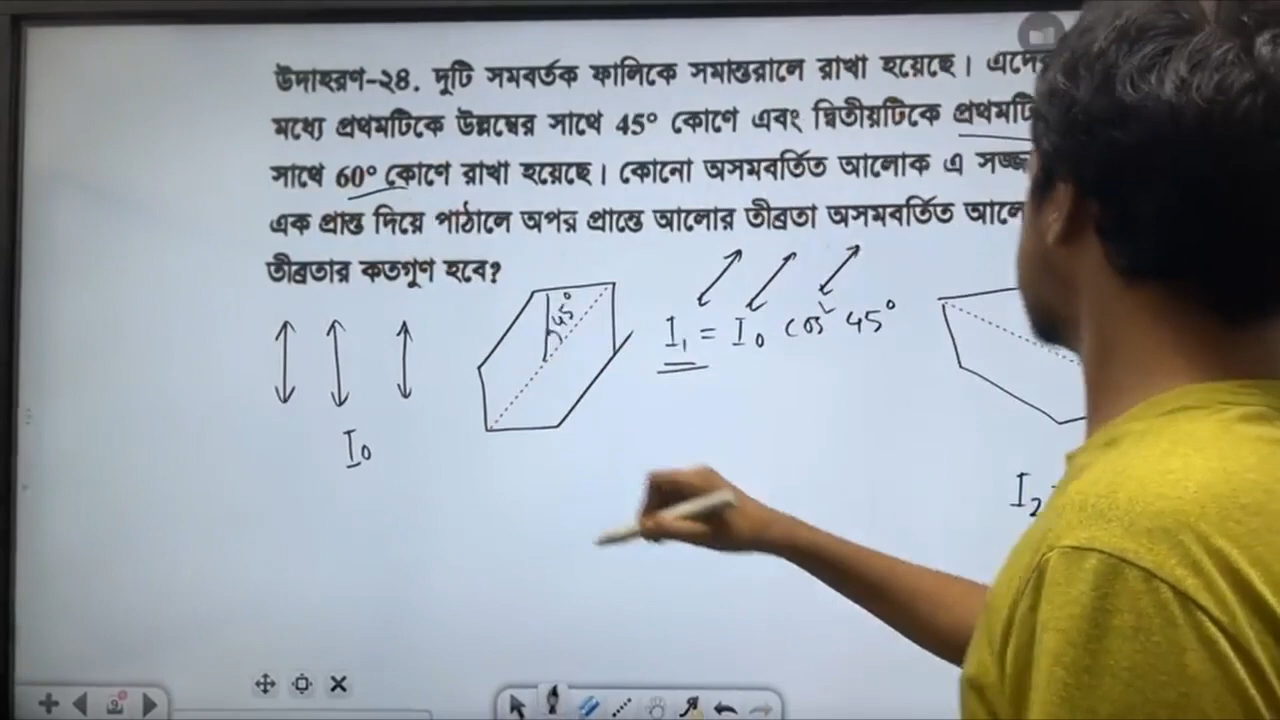 উদাহরণ-২৪. দুটি সমবর্তক ফালিকে সমান্তরালে রাখা হয়েছে। এদের
মধ্যে প্রথমটিকে উল্লম্বের সাথে 45° কোণে এবং দ্বিতীয়টিকে প্রথমটি
সাথে 60° কোণে রাখা হয়েছে। কোনো অসমবর্তিত আলোক এ সজ্জ
এক প্রান্ত দিয়ে পাঠালে অপর প্রান্তে আলোর তীব্রতা অসমবর্তিত আলে
তীব্রতার কতগুণ হবে?
45°
I₁ = I₀ cos² 45°
I₀
I₂